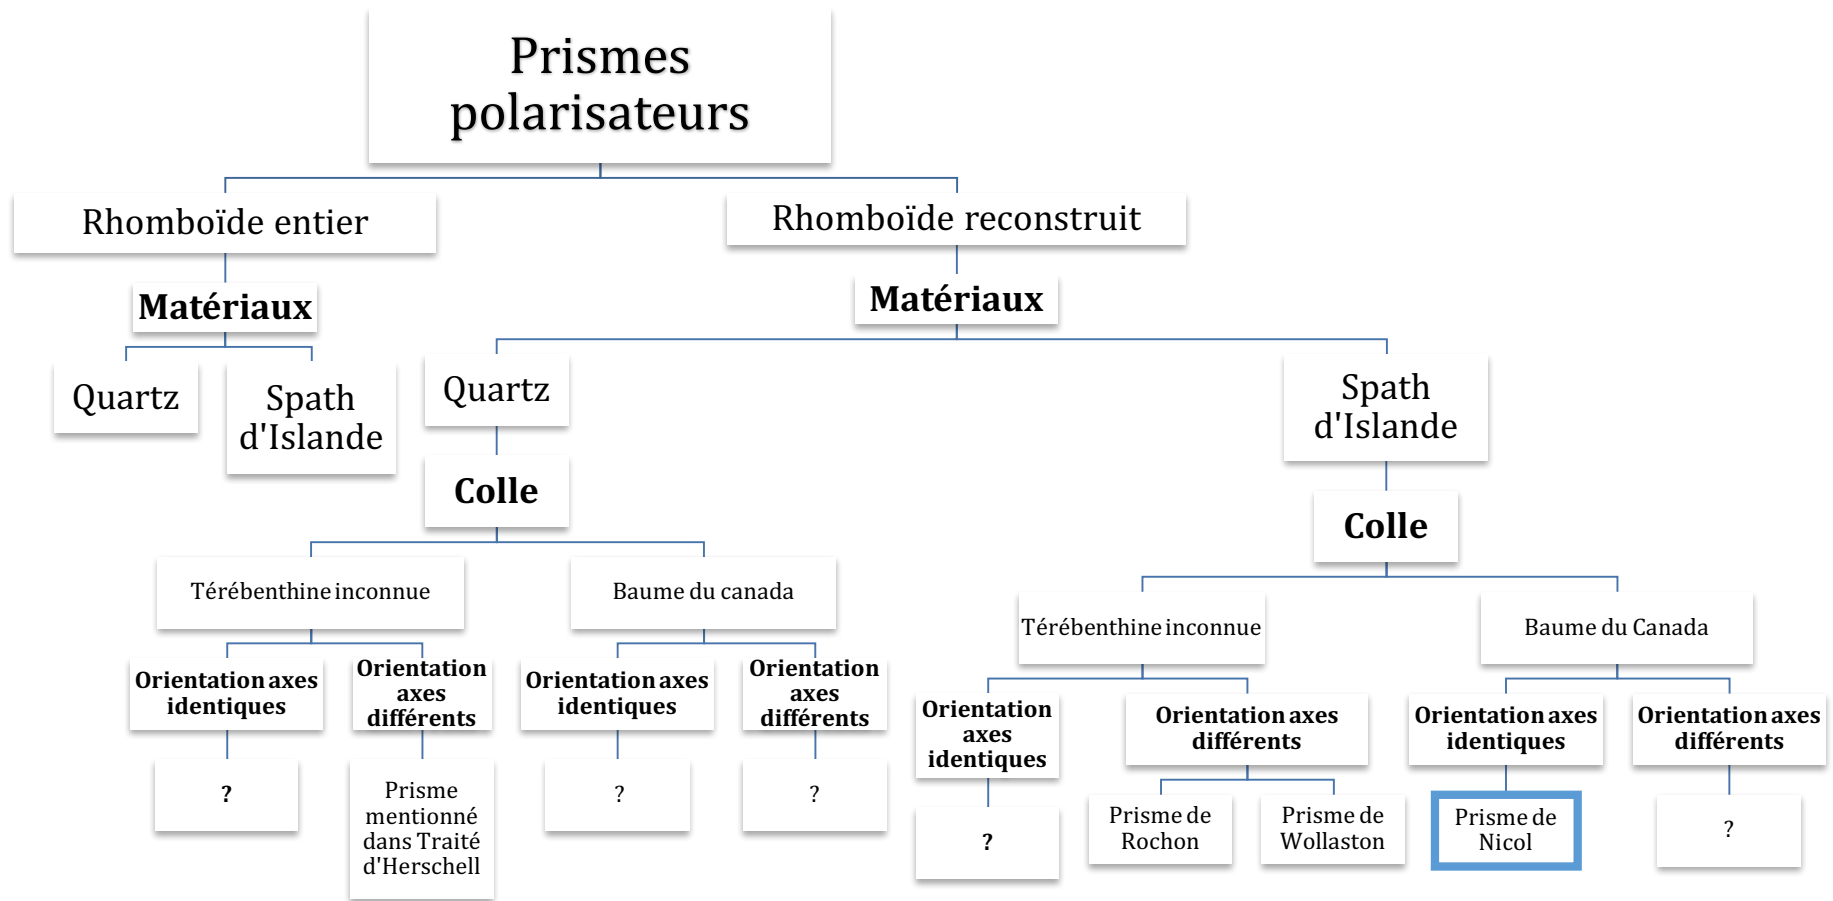 Prismes
polarisateurs
Rhomboïde entier
Rhomboïde reconstruit
Matériaux
Matériaux
Quartz
Spath
d'Islande
Quartz
Spath
d'Islande
Colle
Colle
Térébenthine inconnue
Baume du canada
Térébenthine inconnue
Baume du Canada
Orientation axes
identiques
Orientation
axes
différents
Orientation axes
identiques
Orientation
axes
différents
Orientation
axes
identiques
Orientation axes
différents
Orientation axes
identiques
Orientation axes
différents
?
Prisme
mentionné
dans Traité
d'Herschell
?
?
?
Prisme de
Rochon
Prisme de
Wollaston
Prisme de
Nicol
?